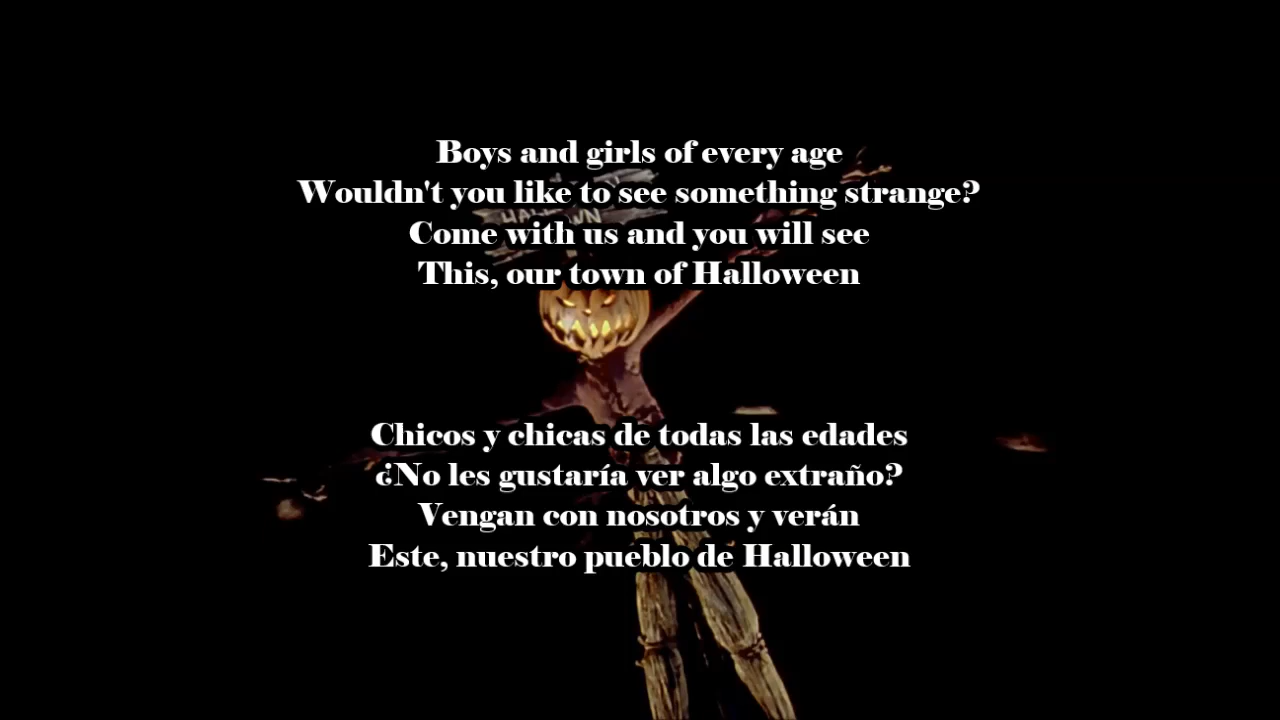 Boys and girls of every age
Wouldn't you like to see something strange?
Come with us and you will see
This, our town of Halloween
Chicos y chicas de todas las edades
¿No les gustaría ver algo extraño?
Vengan con nosotros y verán
Este, nuestro pueblo de Halloween